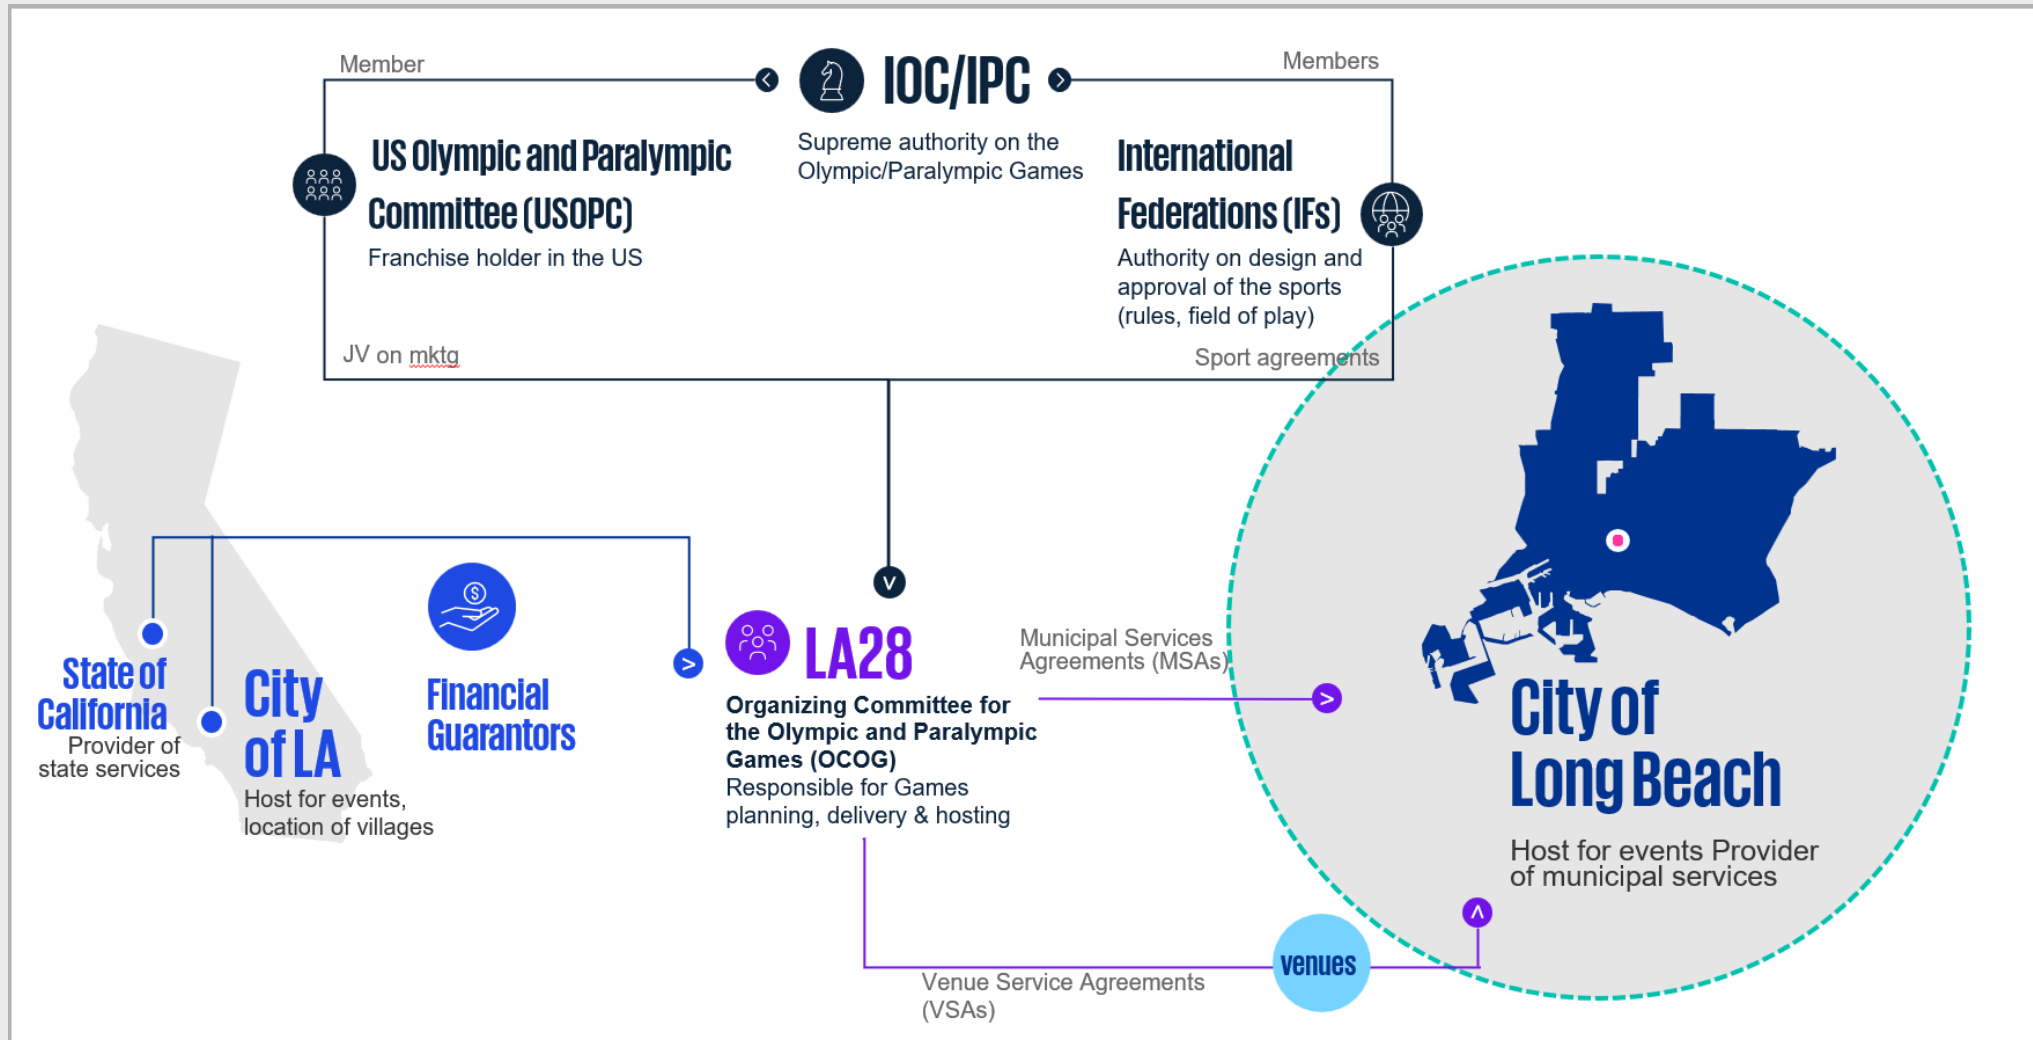 Member
IOC/IPC
Members
Supreme authority on the
Olympic/Paralympic Games
US Olympic and Paralympic
Committee (USOPC)
Franchise holder in the US
International
Federations (IFs)
Authority on design and
approval of the sports
(rules, field of play)
JV on mktg
Sport agreements
State of
California
Provider of
state services
City
of LA
Host for events,
location of villages
$
Financial
Guarantors
LA28
Organizing Committee for
the Olympic and Paralympic
Games (OCOG)
Responsible for Games
planning, delivery & hosting
Municipal Services
Agreements (MSAs)
City of
Long Beach
Host for events Provider
of municipal services
venues
Venue Service Agreements
(VSAs)